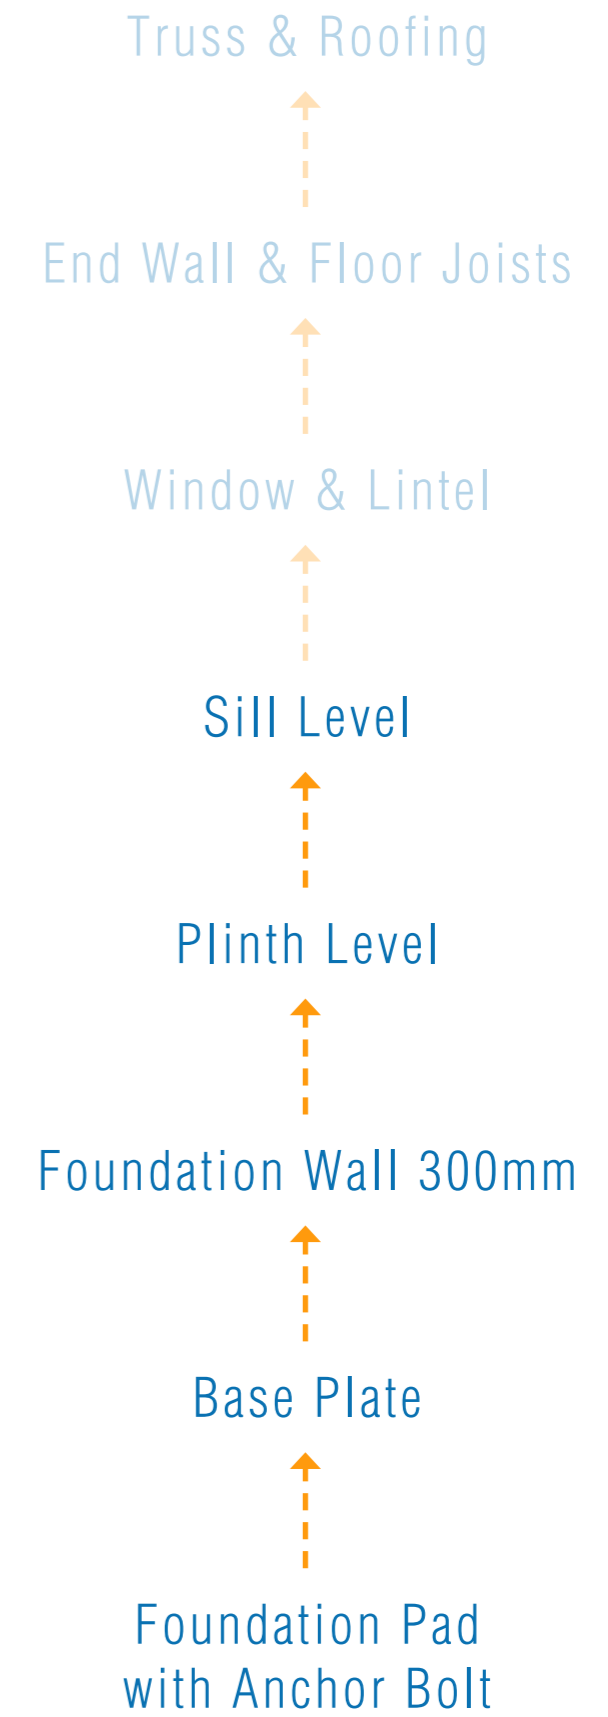 Truss & Roofing
End Wall & Floor Joists
Window & Lintel
Sill Level
Plinth Level
Foundation Wall 300mm
Base Plate
Foundation Pad
with Anchor Bolt